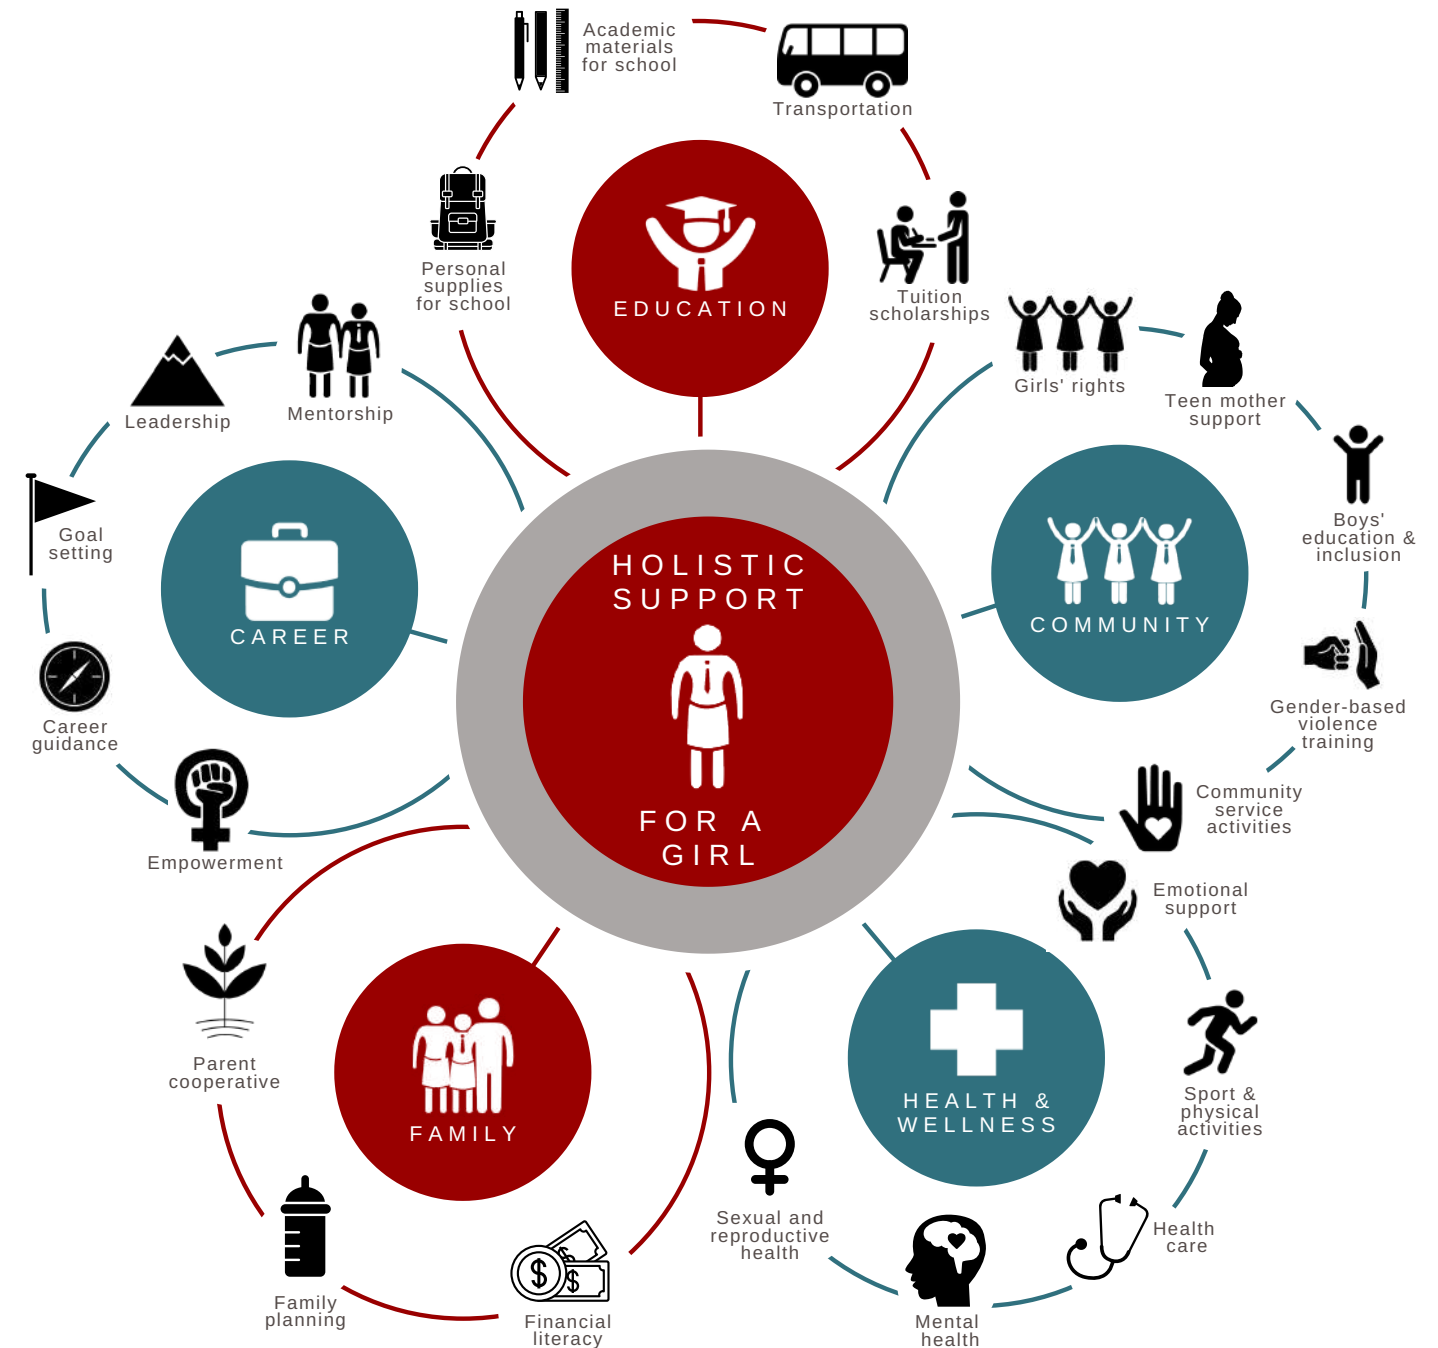 Academic
materials
for school
Transportation
Personal
supplies
for school
EDUCATION
Tuition
scholarships
Girls' rights
Teen mother
support
Boys'
education &
inclusion
COMMUNITY
Gender-based
violence
training
Community
service
activities
Mentorship
Leadership
Goal
setting
CAREER
Career
guidance
Empowerment
HOLISTIC
SUPPORT
FOR A
GIRL
Emotional
support
Sport &
physical
activities
HEALTH &
WELLNESS
Health
care
Mental
health
Sexual and
reproductive
health
Parent
cooperative
FAMILY
Family
planning
Financial
literacy
$
$